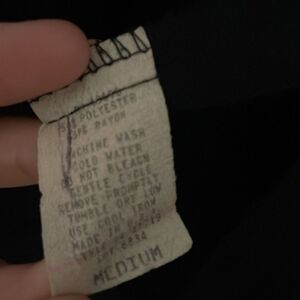 POLYESTER
RAYON
MACHINE WASH
COLD WATER
DO NOT BLEACH
GENTLE CYCLE
REMOVE PROMPTLY
TUMBLE DRY LOW
USE COOL IRON
MADE IN
MEDIUM